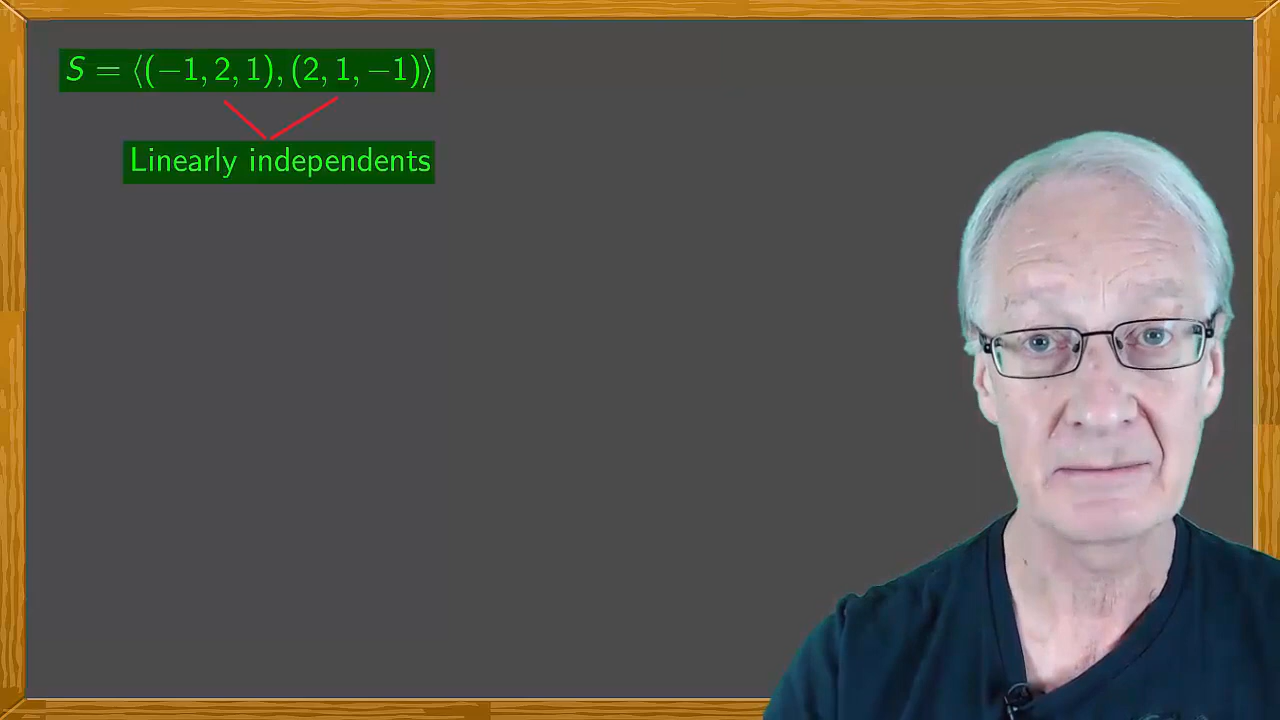 S = ⟨(−1, 2, 1), (2, 1, −1)⟩
Linearly independents